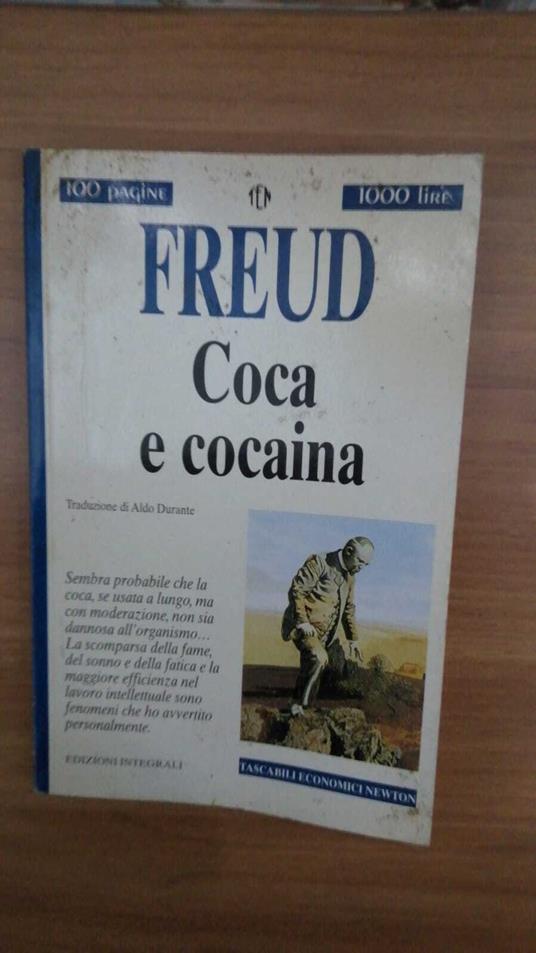 100 pagine
TEN
1000 lire
FREUD
Coca
e cocaina
Traduzione di Aldo Durante
Sembra probabile che la
coca, se usata a lungo, ma
con moderazione, non sia
dannosa all'organismo...
La scomparsa della fame,
del sonno e della fatica e la
maggiore efficienza nel
lavoro intellettuale sono
fenomeni che ho avvertito
personalmente.
EDIZIONI INTEGRALI
TASCABILI ECONOMICI NEWTON